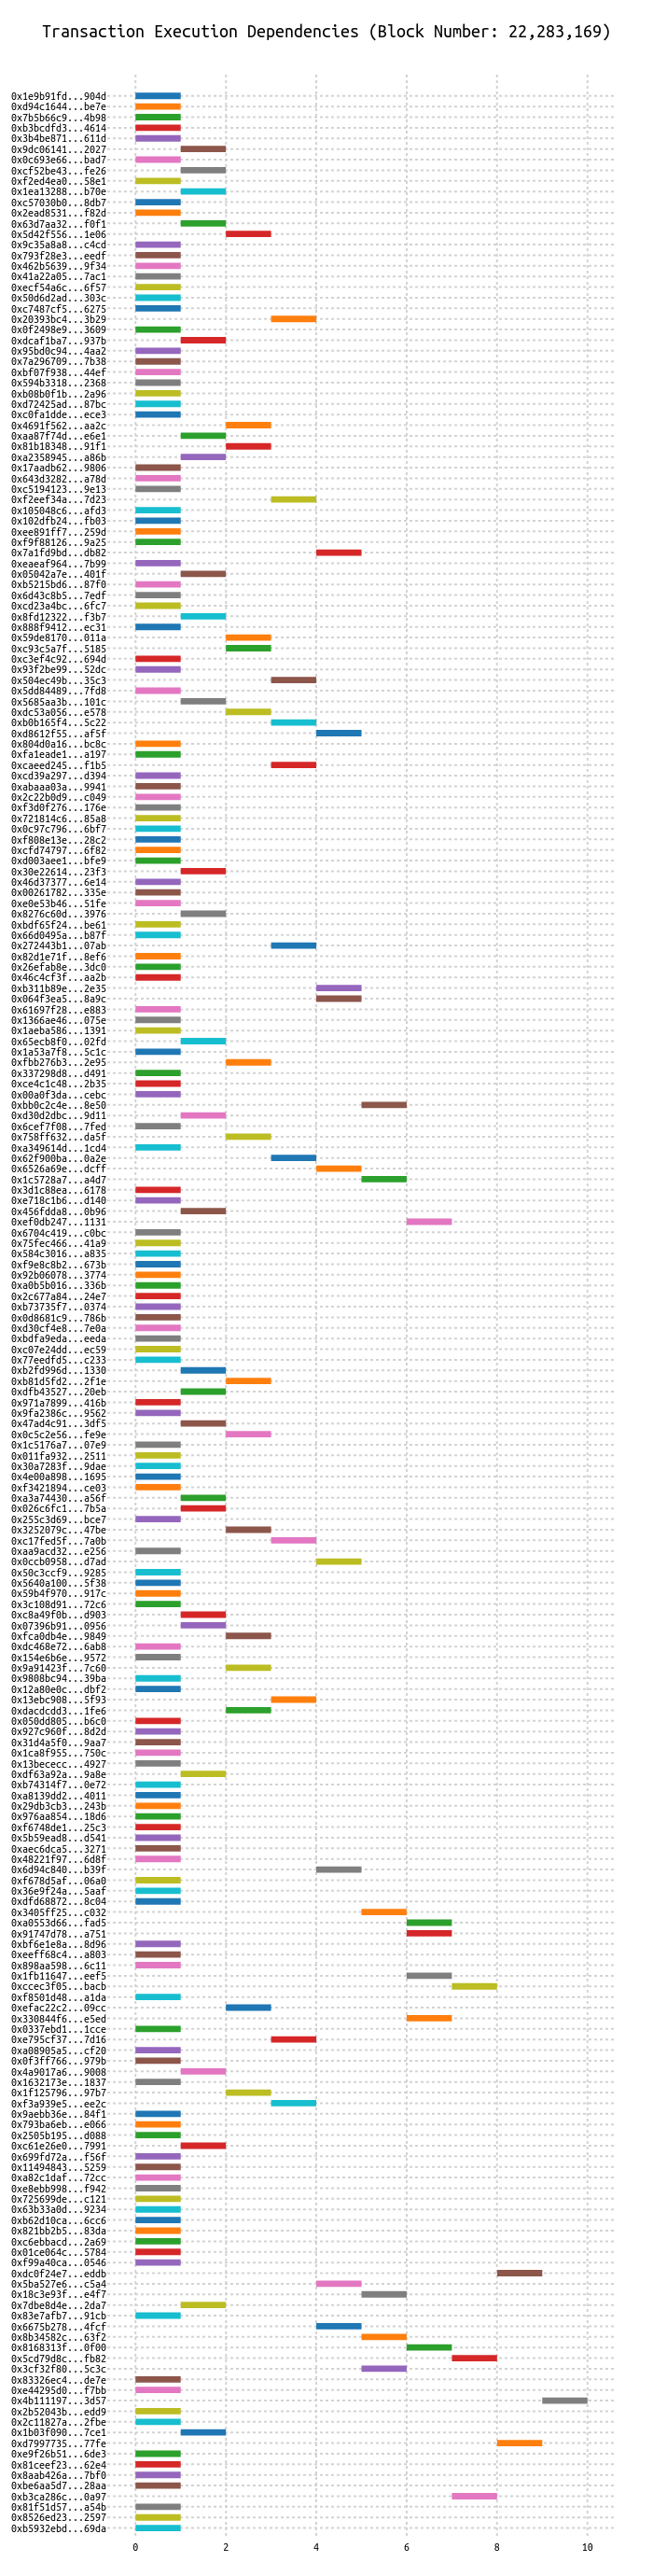 Transaction Execution Dependencies (Block Number: 22,283,169)
0x1e9b91fd...904d
0xd94c1644...be7e
0x7b5b66c9...4b98
0xb3bcdfd3...4614
0x3b4be871...611d
0x9dc06141...2027
0x0c693e66...bad7
0xcf52be43...fe26
0xf2ed4ea0...58e1
0x1ea13288...b70e
0xc57030b0...8db7
0x2ead8531...f82d
0x63d7aa32...f0f1
0x5d42f556...1e06
0x9c35a8a8...c4cd
0x793f28e3...eedf
0x462b5639...9f34
0x41a22a05...7ac1
0xecf54a6c...6f57
0x50d6d2ad...303c
0xc7487cf5...6275
0x20393bc4...3b29
0x0f2498e9...3609
0xdcaf1ba7...937b
0x95bd0c94...4aa2
0x7a296709...7b38
0xbf07f938...44ef
0x594b3318...2368
0xb08b0f1b...2a96
0xd72425ad...87bc
0xc0fa1dde...ece3
0x4691f562...aa2c
0xaa87f74d...e6e1
0x81b18348...91f1
0xa2358945...a86b
0x17aadb62...9806
0x643d3282...a78d
0xc5194123...9e13
0xf2eef34a...7d23
0x105048c6...afd3
0x102dfb24...fb03
0xee891ff7...259d
0xf9f88126...9a25
0x7a1fd9bd...db82
0xeaeaf964...7b99
0x05042a7e...401f
0xb5215bd6...87f0
0x6d43c8b5...7edf
0xcd23a4bc...6fc7
0x8fd12322...f3b7
0x888f9412...ec31
0x59de8170...011a
0xc93c5a7f...5185
0xc3ef4c92...694d
0x93f2be99...52dc
0x504ec49b...35c3
0x5dd84489...7fd8
0x5685aa3b...101c
0xdc53a056...e578
0xb0b165f4...5c22
0xd8612f55...af5f
0x804d0a16...bc8c
0xfa1eade1...a197
0xcaeed245...f1b5
0xcd39a297...d394
0xabaaa03a...9941
0x2c22b0d9...c049
0xf3d0f276...176e
0x721814c6...85a8
0x0c97c796...6bf7
0xf808e13e...28c2
0xcfd74797...6f82
0xd003aee1...bfe9
0x30e22614...23f3
0x46d37377...6e14
0x00261782...335e
0xe0e53b46...51fe
0x8276c60d...3976
0xbdf65f24...be61
0x66d0495a...b87f
0x272443b1...07ab
0x82d1e71f...8ef6
0x26efab8e...3dc0
0x46c4cf3f...aa2b
0xb311b89e...2e35
0x064f3ea5...8a9c
0x61697f28...e883
0x1366ae46...075e
0x1aeba586...1391
0x65ecb8f0...02fd
0x1a53a7f8...5c1c
0xfbb276b3...2e95
0x337298d8...d491
0xce4c1c48...2b35
0x00a0f3da...cebc
0xbb0c2c4e...8e50
0xd30d2dbc...9d11
0x6cef7f08...7fed
0x758ff632...da5f
0xa349614d...1cd4
0x62f900ba...0a2e
0x6526a69e...dcff
0x1c5728a7...a4d7
0x3d1c88ea...6178
0xe718c1b6...d140
0x456fdda8...0b96
0xef0db247...1131
0x6704c419...c0bc
0x75fec466...41a9
0x584c3016...a835
0xf9e8c8b2...673b
0x92b06078...3774
0xa0b5b016...336b
0x2c677a84...24e7
0xb73735f7...0374
0x0d8681c9...786b
0xd30cf4e8...7e0a
0xbdfa9eda...eeda
0xc07e24dd...ec59
0x77eedfd5...c233
0xb2fd996d...1330
0xb81d5fd2...2f1e
0xdfb43527...20eb
0x971a7899...416b
0x9fa2386c...9562
0x47ad4c91...3df5
0x0c5c2e56...fe9e
0x1c5176a7...07e9
0x011fa932...2511
0x30a7283f...9dae
0x4e00a898...1695
0xf3421894...ce03
0xa3a74430...a56f
0x026c6fc1...7b5a
0x255c3d69...bce7
0x3252079c...47be
0xc17fed5f...7a0b
0xaa9acd32...e256
0x0ccb0958...d7ad
0x50c3ccf9...9285
0x5640a100...5f38
0x59b4f970...917c
0x3c108d91...72c6
0xc8a49f0b...d903
0x07396b91...0956
0xfca0db4e...9849
0xdc468e72...6ab8
0x154e6b6e...9572
0x9a91423f...7c60
0x9808bc94...39ba
0x12a80e0c...dbf2
0x13ebc908...5f93
0xdacdcdd3...1fe6
0x050dd805...b6c0
0x927c960f...8d2d
0x31d4a5f0...9aa7
0x1ca8f955...750c
0x13bececc...4927
0xdf63a92a...9a8e
0xb74314f7...0e72
0xa8139dd2...4011
0x29db3cb3...243b
0x976aa854...18d6
0xf6748de1...25c3
0x5b59ead8...d541
0xaec6dca5...3271
0x48221f97...6d8f
0x6d94c840...b39f
0xf678d5af...06a0
0x36e9f24a...5aaf
0xdfd68872...8c04
0x3405ff25...c032
0xa0553d66...fad5
0x91747d78...a751
0xbf6e1e8a...8d96
0xeeff68c4...a803
0x898aa598...6c11
0x1fb11647...eef5
0xccec3f05...bacb
0xf8501d48...a1da
0xefac22c2...09cc
0x330844f6...e5ed
0x0337ebd1...1cce
0xe795cf37...7d16
0xa08905a5...cf20
0x0f3ff766...979b
0x4a9017a6...9008
0x1632173e...1837
0x1f125796...97b7
0xf3a939e5...ee2c
0x9aebb36e...84f1
0x793ba6eb...e066
0x2505b195...d088
0xc61e26e0...7991
0x699fd72a...f56f
0x11494843...5259
0xa82c1daf...72cc
0xe8ebb998...f942
0x725699de...c121
0x63b33a0d...9234
0xb62d10ca...6cc6
0x821bb2b5...83da
0xc6ebbacd...2a69
0x01ce064c...5784
0xf99a40ca...0546
0xdc0f24e7...eddb
0x5ba527e6...c5a4
0x18c3e93f...e4f7
0x7dbe8d4e...2da7
0x83e7afb7...91cb
0x6675b278...4fcf
0x8b34582c...63f2
0x8168313f...0f00
0x5cd79d8c...fb82
0x3cf32f80...5c3c
0x83326ec4...de7e
0xe44295d0...f7bb
0x4b111197...3d57
0x2b52043b...edd9
0x2c11827a...2fbe
0x1b03f090...7ce1
0xd7997735...77fe
0xe9f26b51...6de3
0x81ceef23...62e4
0x8aab426a...7bf0
0xbe6aa5d7...28aa
0xb3ca286c...0a97
0x81f51d57...a54b
0x8526ed23...2597
0xb5932ebd...69da
0 2 4 6 8 10